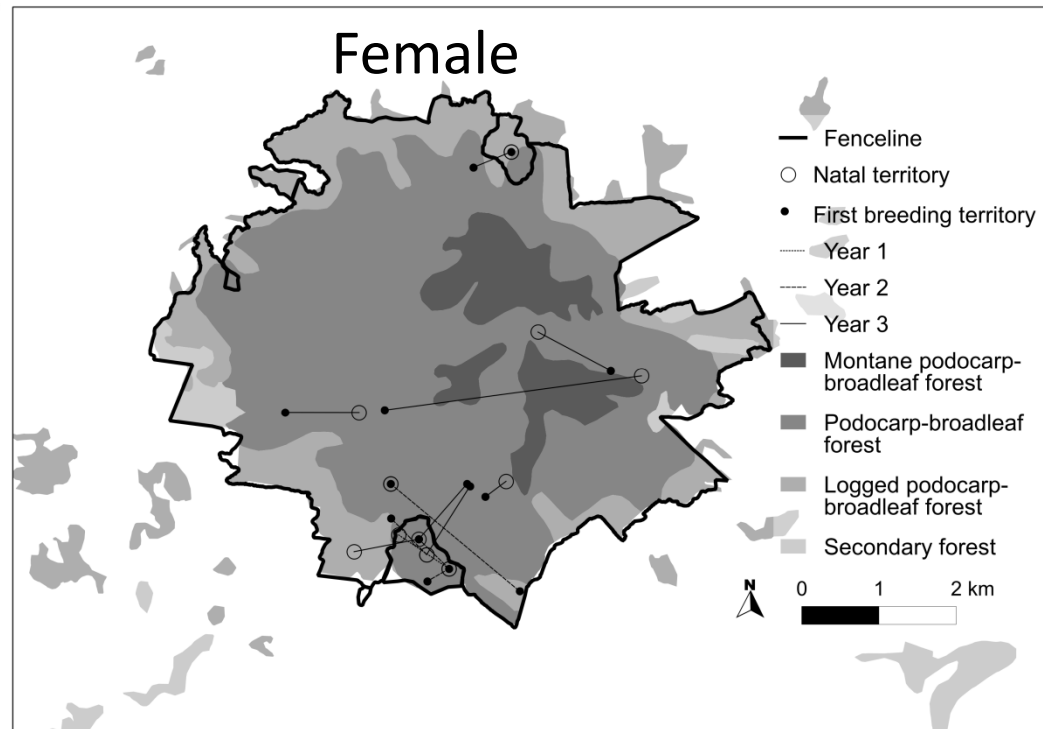 Female
Fenceline
Natal territory
First breeding territory
Year 1
Year 2
Year 3
Montane podocarp-
broadleaf forest
Podocarp-broadleaf
forest
Logged podocarp-
broadleaf forest
Secondary forest
N
0 1 2 km